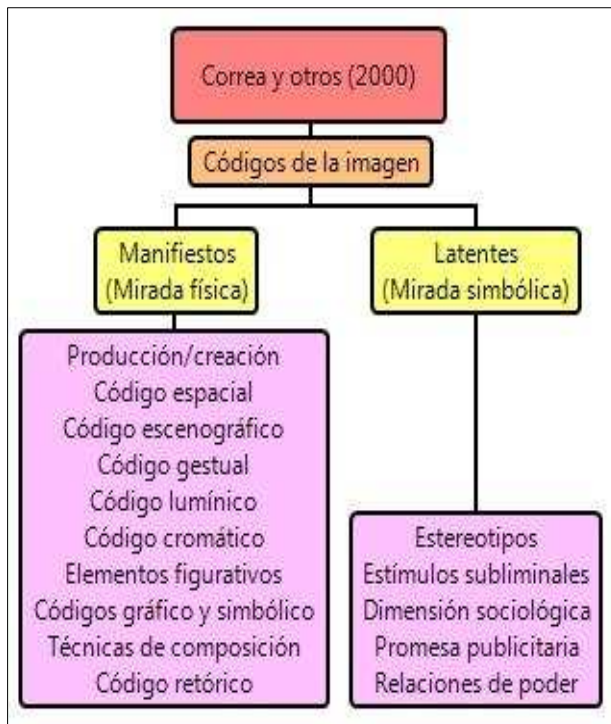 Correa y otros (2000)
Códigos de la imagen
Manifiestos
(Mirada física)
Latentes
(Mirada simbólica)
Producción/creación
Código espacial
Código escenográfico
Código gestual
Código lumínico
Código cromático
Elementos figurativos
Códigos gráfico y simbólico
Técnicas de composición
Código retórico
Estereotipos
Estímulos subliminales
Dimensión sociológica
Promesa publicitaria
Relaciones de poder